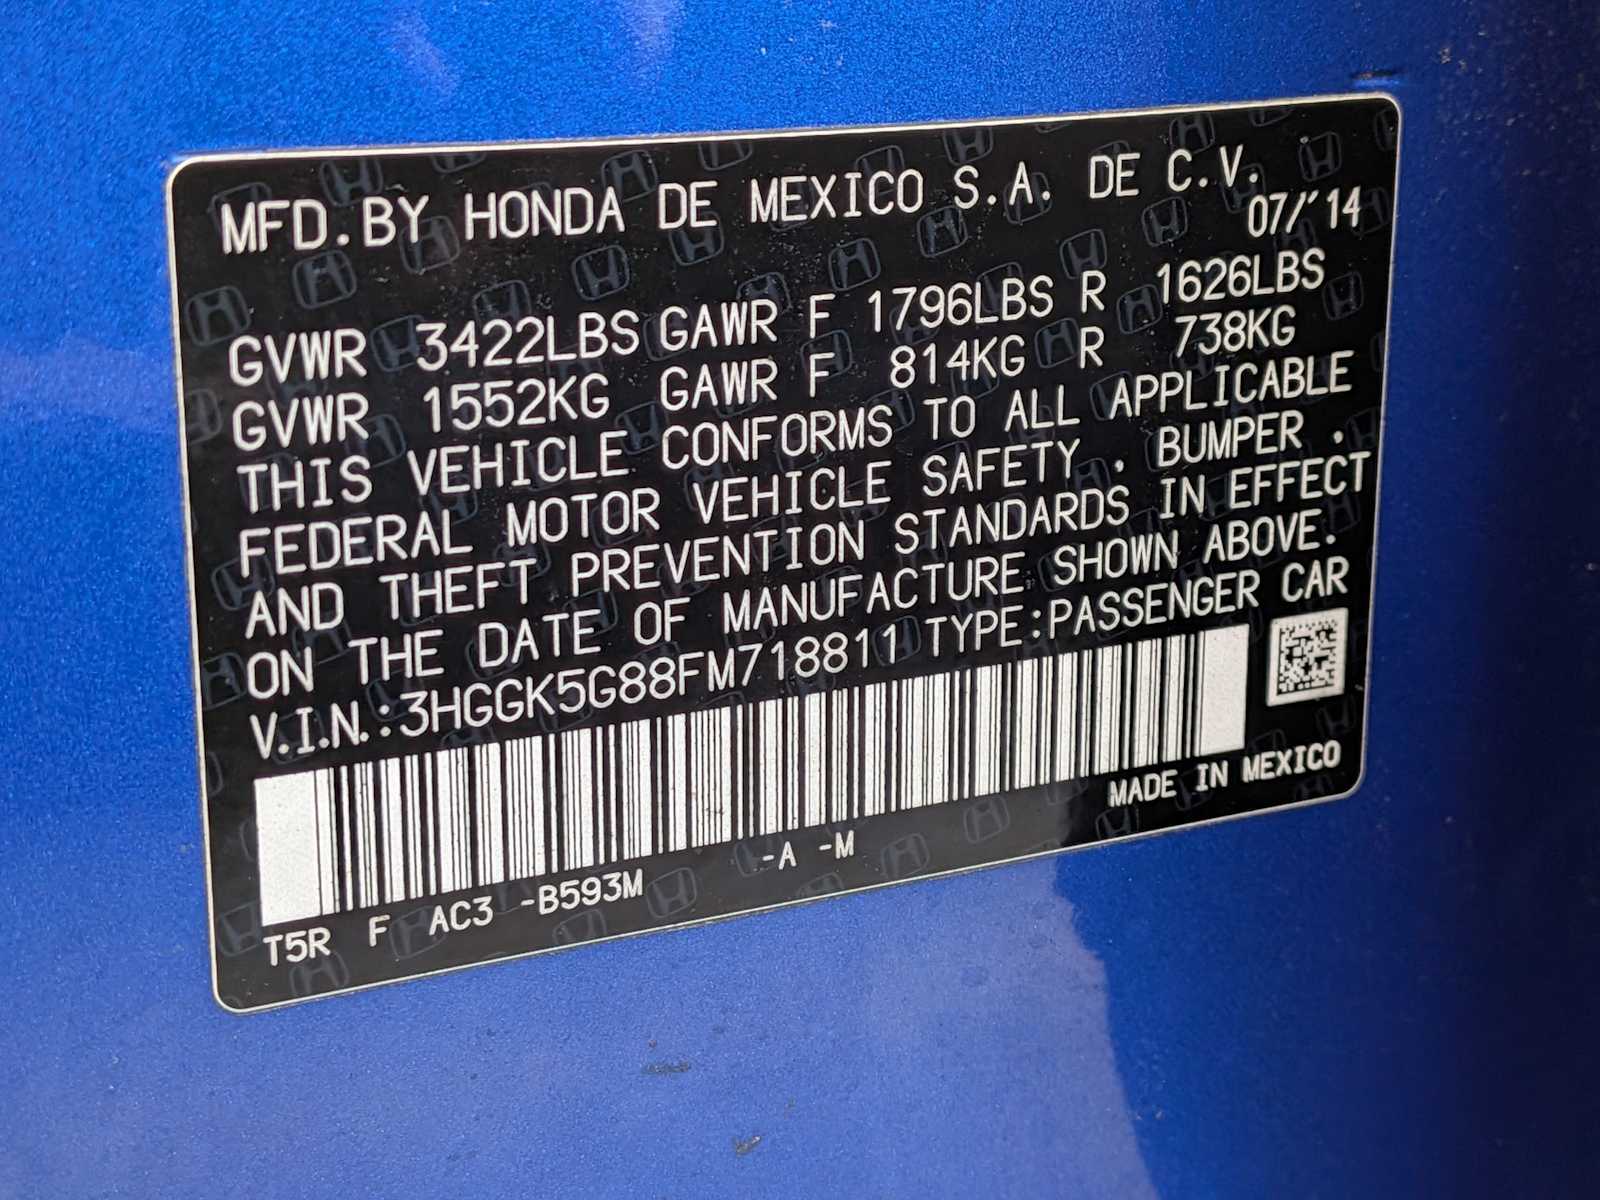 MFD.BY HONDA DE MEXICO S.A. DE C.V.
07/'14
GVWR 3422LBS GAWR F 1796LBS R 1626LBS
GVWR 1552KG GAWR F 814KG R 738KG
THIS VEHICLE CONFORMS TO ALL APPLICABLE
FEDERAL MOTOR VEHICLE SAFETY . BUMPER .
AND THEFT PREVENTION STANDARDS IN EFFECT
ON THE DATE OF MANUFACTURE SHOWN ABOVE.
V.I.N.:3HGGK5G88FM718811 TYPE:PASSENGER CAR
MADE IN MEXICO
T5R F AC3 -B593M -A -M